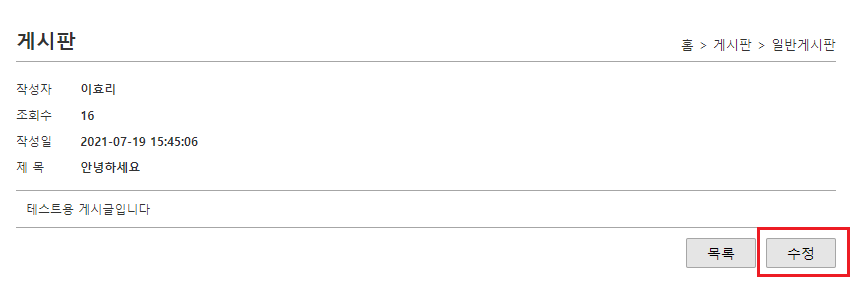 게시판
홈 > 게시판 > 일반게시판
작성자 이효리
조회수 16
작성일 2021-07-19 15:45:06
제 목 안녕하세요
테스트용 게시글입니다
목록 수정